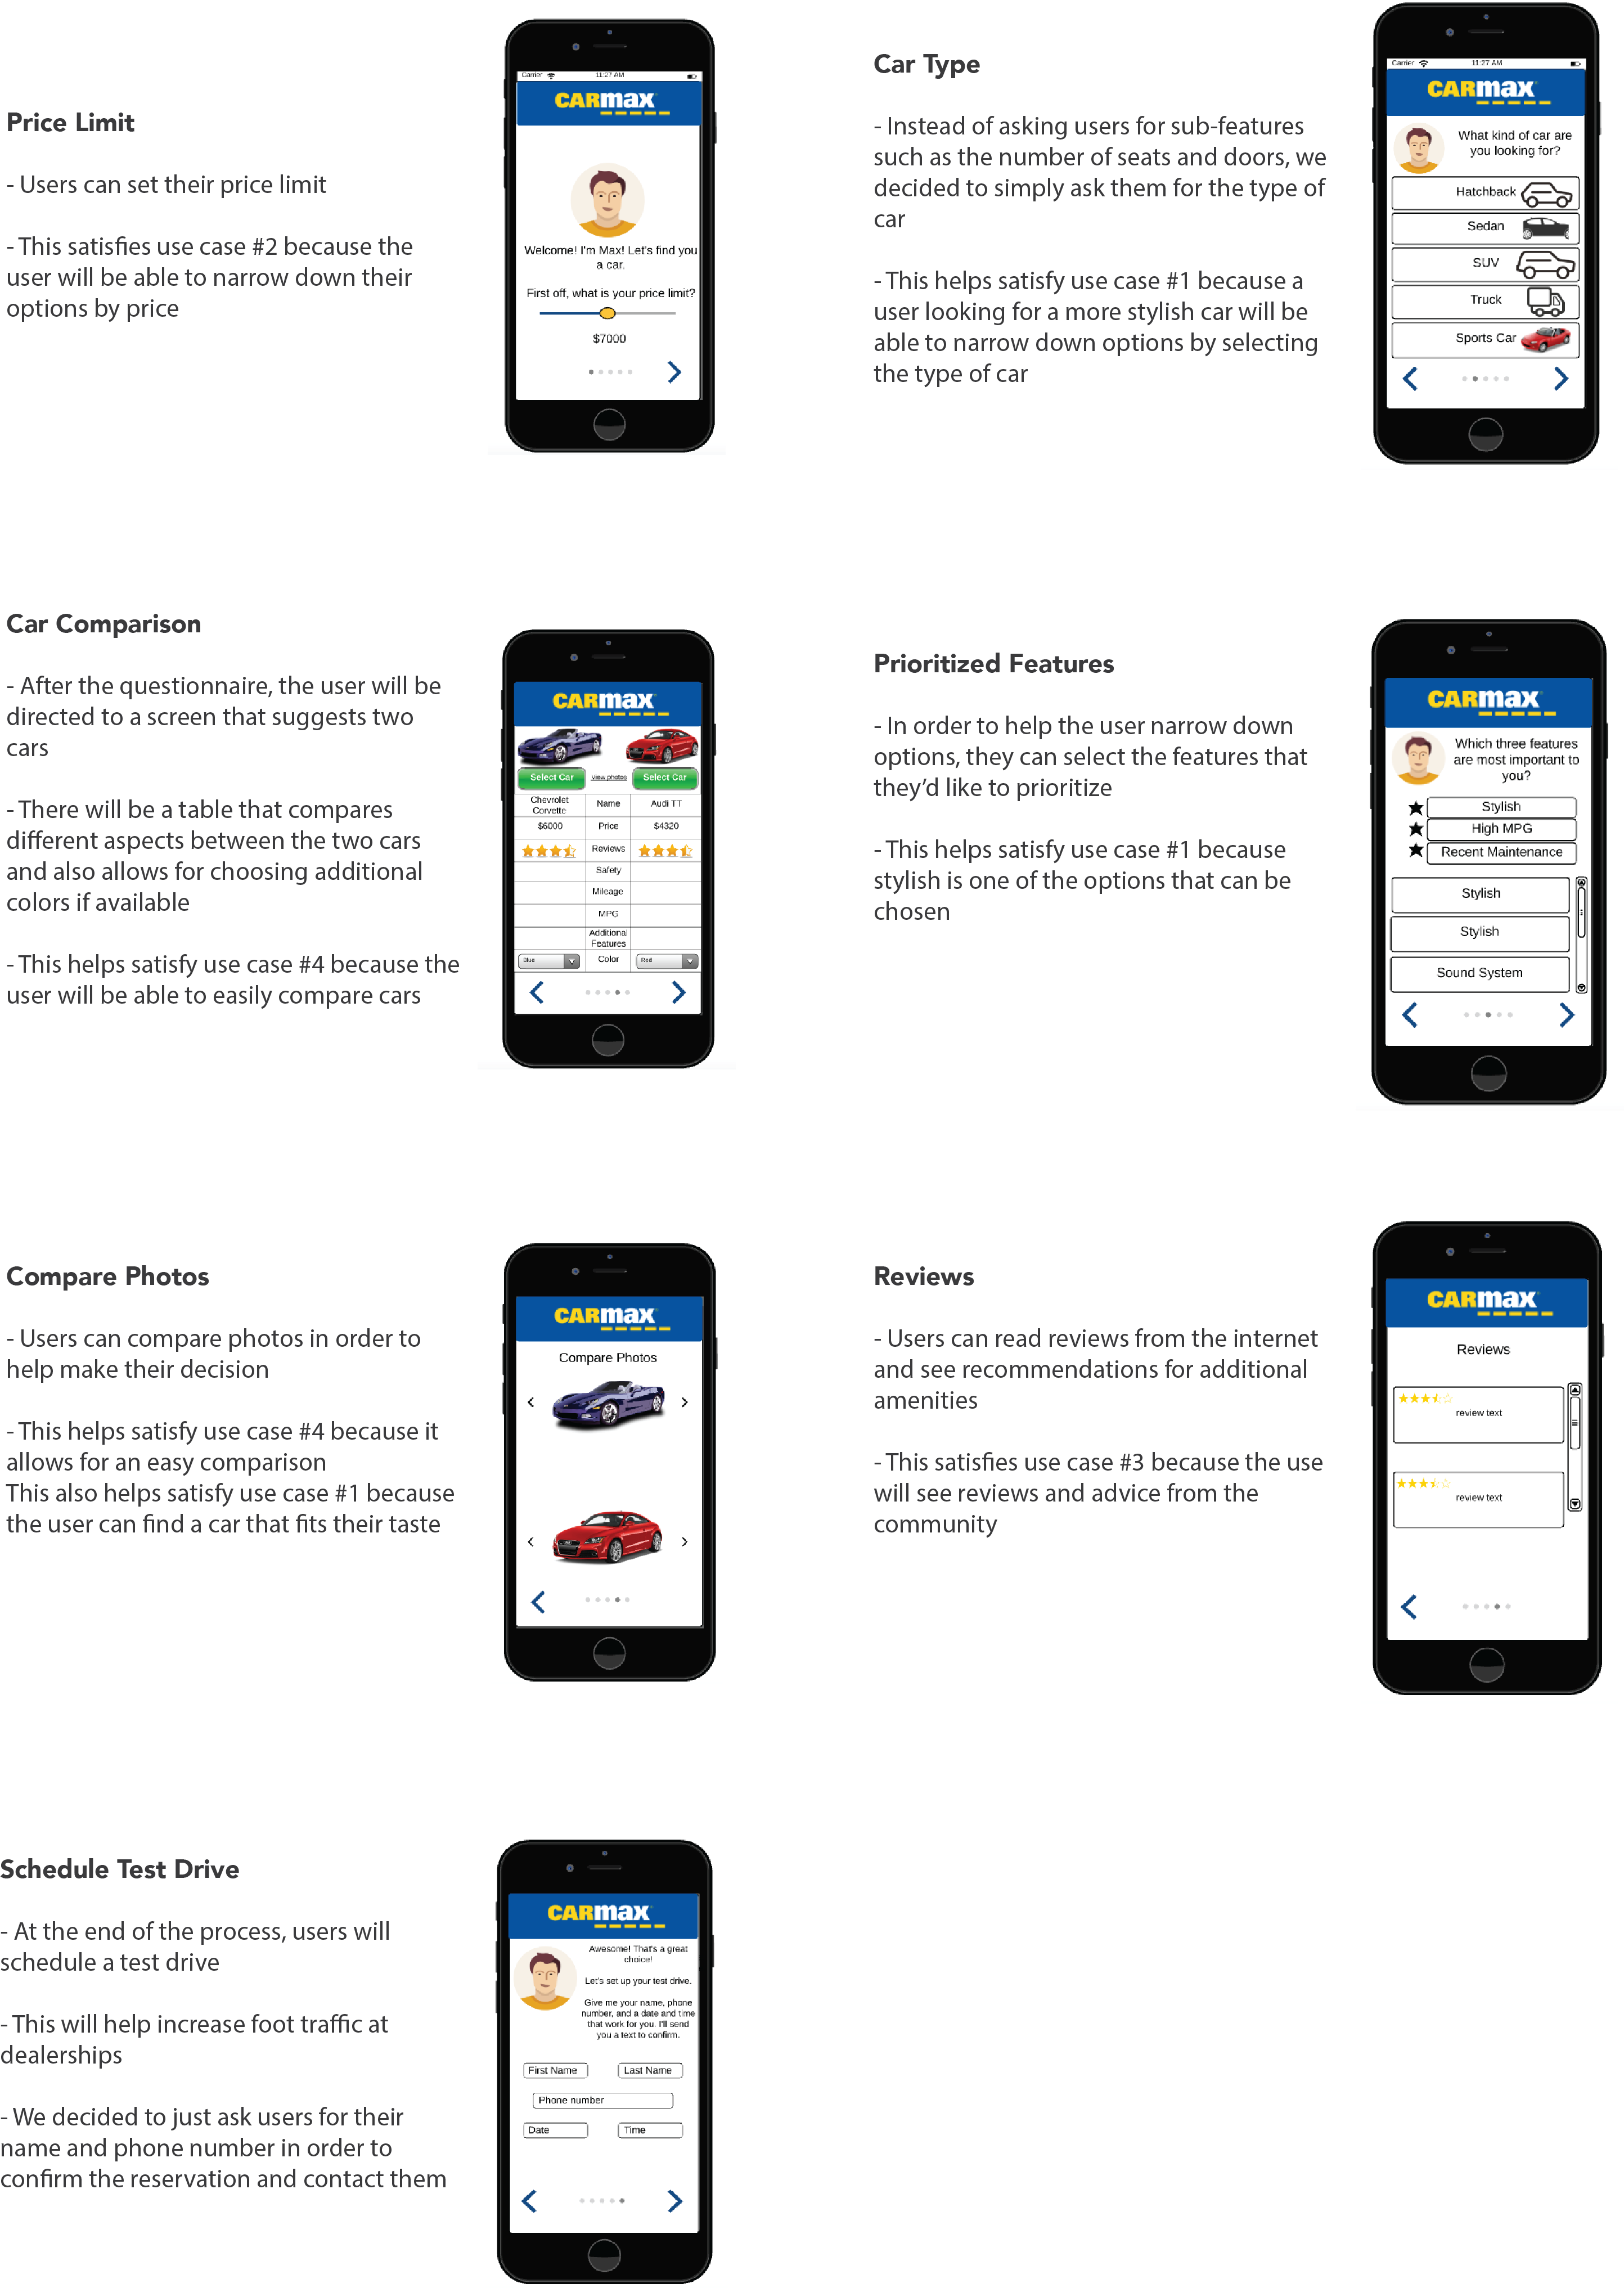 Price Limit
- Users can set their price limit
- This satisfies use case #2 because the
user will be able to narrow down their
options by price
Carrier
11:27 AM
CARmax
Welcome! I'm Max! Let's find you
a car.
First off, what is your price limit?
$7000
Car Type
- Instead of asking users for sub-features
such as the number of seats and doors, we
decided to simply ask them for the type of
car
- This helps satisfy use case #1 because a
user looking for a more stylish car will be
able to narrow down options by selecting
the type of car
Carrier
11:27 AM
CARmax
What kind of car are
you looking for?
Hatchback
Sedan
SUV
Truck
Sports Car
Car Comparison
- After the questionnaire, the user will be
directed to a screen that suggests two
cars
- There will be a table that compares
different aspects between the two cars
and also allows for choosing additional
colors if available
- This helps satisfy use case #4 because the
user will be able to easily compare cars
CARmax
Select Car View photos Select Car
Chevrolet
Corvette Name Audi TT
$6000 Price $4320
Reviews
Safety
Mileage
MPG
Additional
Features
Blue Color Red
Prioritized Features
- In order to help the user narrow down
options, they can select the features that
they’d like to prioritize
- This helps satisfy use case #1 because
stylish is one of the options that can be
chosen
CARmax
Which three features
are most important to
you?
Stylish
High MPG
Recent Maintenance
Stylish
Stylish
Sound System
Compare Photos
- Users can compare photos in order to
help make their decision
- This helps satisfy use case #4 because it
allows for an easy comparison
This also helps satisfy use case #1 because
the user can find a car that fits their taste
CARmax
Compare Photos
Reviews
- Users can read reviews from the internet
and see recommendations for additional
amenities
- This satisfies use case #3 because the use
will see reviews and advice from the
community
CARmax
Reviews
review text
review text
Schedule Test Drive
- At the end of the process, users will
schedule a test drive
- This will help increase foot traffic at
dealerships
- We decided to just ask users for their
name and phone number in order to
confirm the reservation and contact them
CARmax
Awesome! That's a great
choice!
Let's set up your test drive.
Give me your name, phone
number, and a date and time
that work for you. I'll send
you a text to confirm.
First Name Last Name
Phone number
Date Time